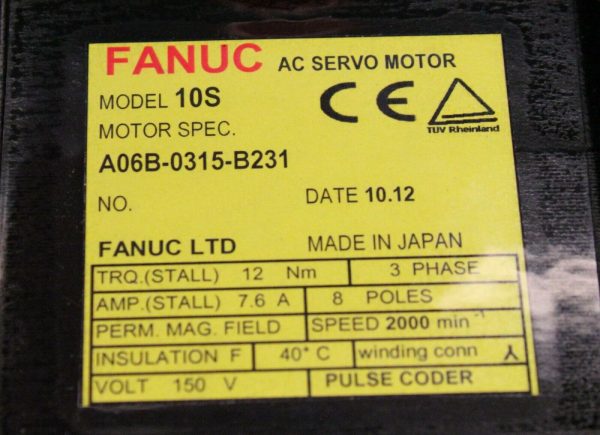 FANUC AC SERVO MOTOR
MODEL 10S
MOTOR SPEC.
TÜV Rheinland
A06B-0315-B231
NO. DATE 10.12
FANUC LTD MADE IN JAPAN
TRQ.(STALL) 12 Nm 3 PHASE
AMP.(STALL) 7.6 A 8 POLES
PERM. MAG. FIELD SPEED 2000 min⁻¹
INSULATION F 40° C winding conn
VOLT 150 V PULSE CODER